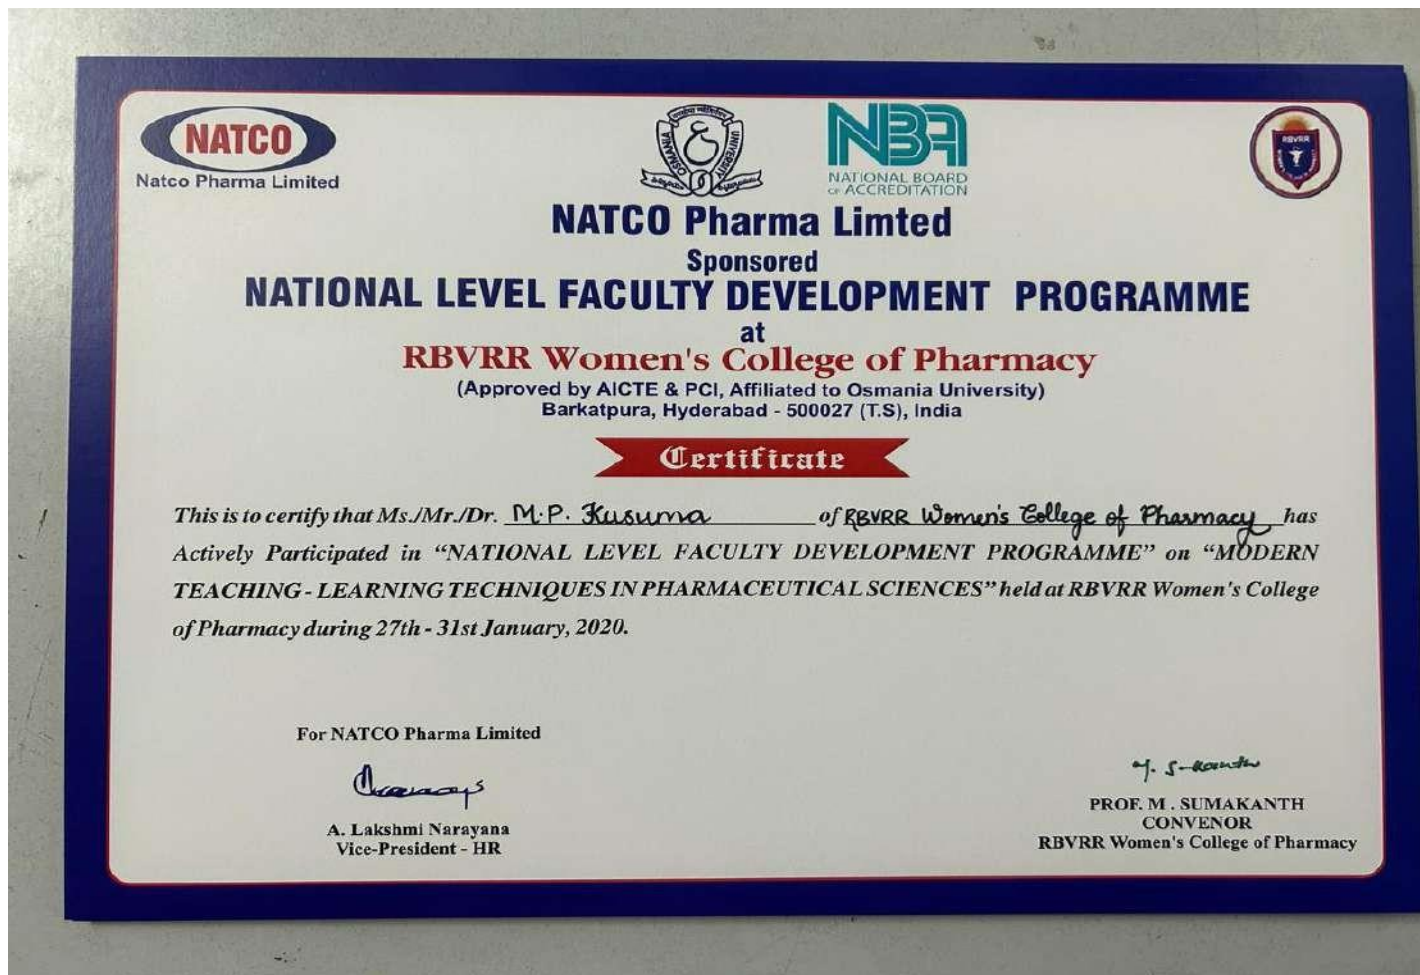 NATCO
Natco Pharma Limited
OSMANIA UNIVERSITY
NBA
NATIONAL BOARD
OF ACCREDITATION
RBVRR
NATCO Pharma Limted
Sponsored
NATIONAL LEVEL FACULTY DEVELOPMENT PROGRAMME
at
RBVRR Women's College of Pharmacy
(Approved by AICTE & PCI, Affiliated to Osmania University)
Barkatpura, Hyderabad - 500027 (T.S), India
Certificate
This is to certify that Ms./Mr./Dr. M.P. Kusuma of RBVRR Women's College of Pharmacy has
Actively Participated in “NATIONAL LEVEL FACULTY DEVELOPMENT PROGRAMME” on “MODERN
TEACHING - LEARNING TECHNIQUES IN PHARMACEUTICAL SCIENCES” held at RBVRR Women's College
of Pharmacy during 27th - 31st January, 2020.
For NATCO Pharma Limited
A. Lakshmi Narayana
Vice-President - HR
PROF. M . SUMAKANTH
CONVENOR
RBVRR Women's College of Pharmacy